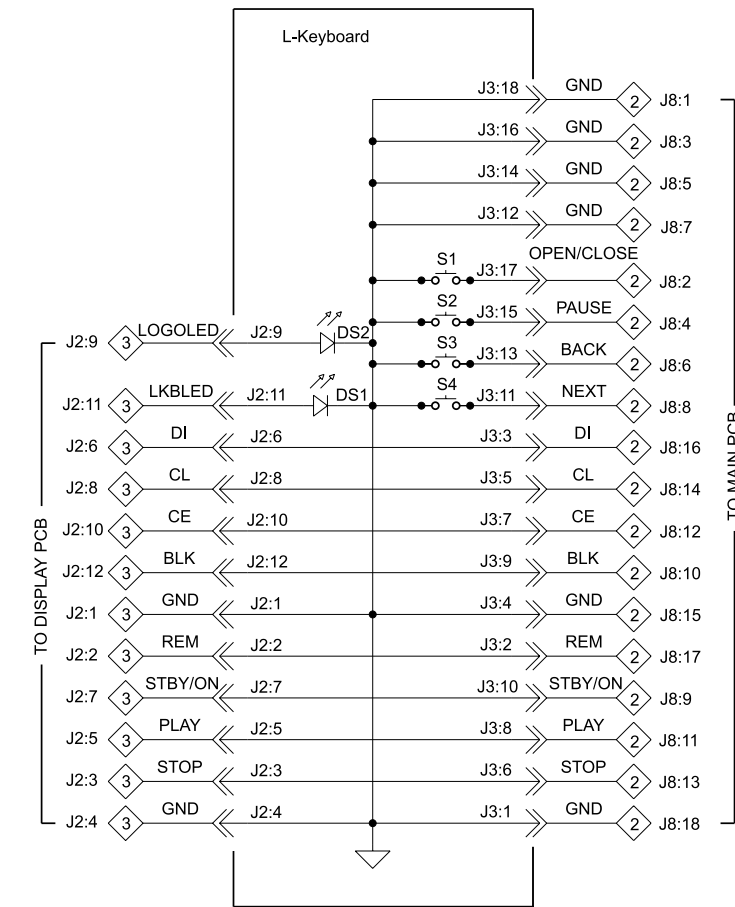 L-Keyboard
J3:18 GND 2 J8:1
J3:16 GND 2 J8:3
J3:14 GND 2 J8:5
J3:12 GND 2 J8:7
S1 J3:17 OPEN/CLOSE 2 J8:2
S2 J3:15 PAUSE 2 J8:4
J2:9 3 LOGOLED J2:9 DS2
S3 J3:13 BACK 2 J8:6
J2:11 3 LKBLED J2:11 DS1 S4 J3:11 NEXT 2 J8:8
J2:6 3 DI J2:6 J3:3 DI 2 J8:16
J2:8 3 CL J2:8 J3:5 CL 2 J8:14
J2:10 3 CE J2:10 J3:7 CE 2 J8:12
J2:12 3 BLK J2:12 J3:9 BLK 2 J8:10
J2:1 3 GND J2:1 J3:4 GND 2 J8:15
J2:2 3 REM J2:2 J3:2 REM 2 J8:17
J2:7 3 STBY/ON J2:7 J3:10 STBY/ON 2 J8:9
J2:5 3 PLAY J2:5 J3:8 PLAY 2 J8:11
J2:3 3 STOP J2:3 J3:6 STOP 2 J8:13
J2:4 3 GND J2:4 J3:1 GND 2 J8:18
TO DISPLAY PCB
TO MAIN PCB